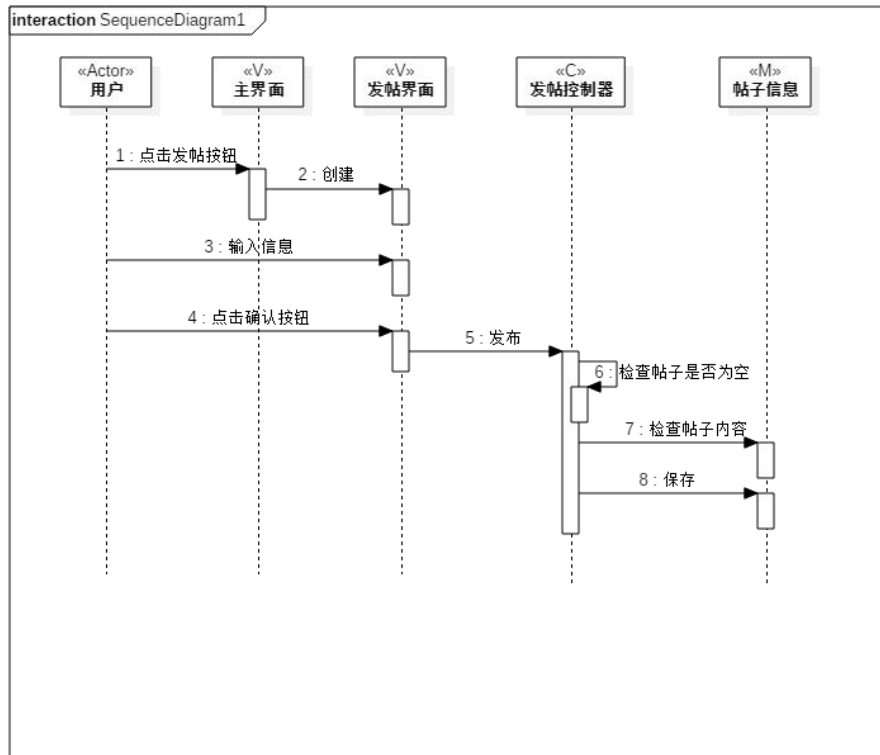 interaction SequenceDiagram1
«Actor»
用户
«V»
主界面
«V»
发帖界面
«C»
发帖控制器
«M»
帖子信息
1 : 点击发帖按钮
2 : 创建
3 : 输入信息
4 : 点击确认按钮
5 : 发布
6 : 检查帖子是否为空
7 : 检查帖子内容
8 : 保存